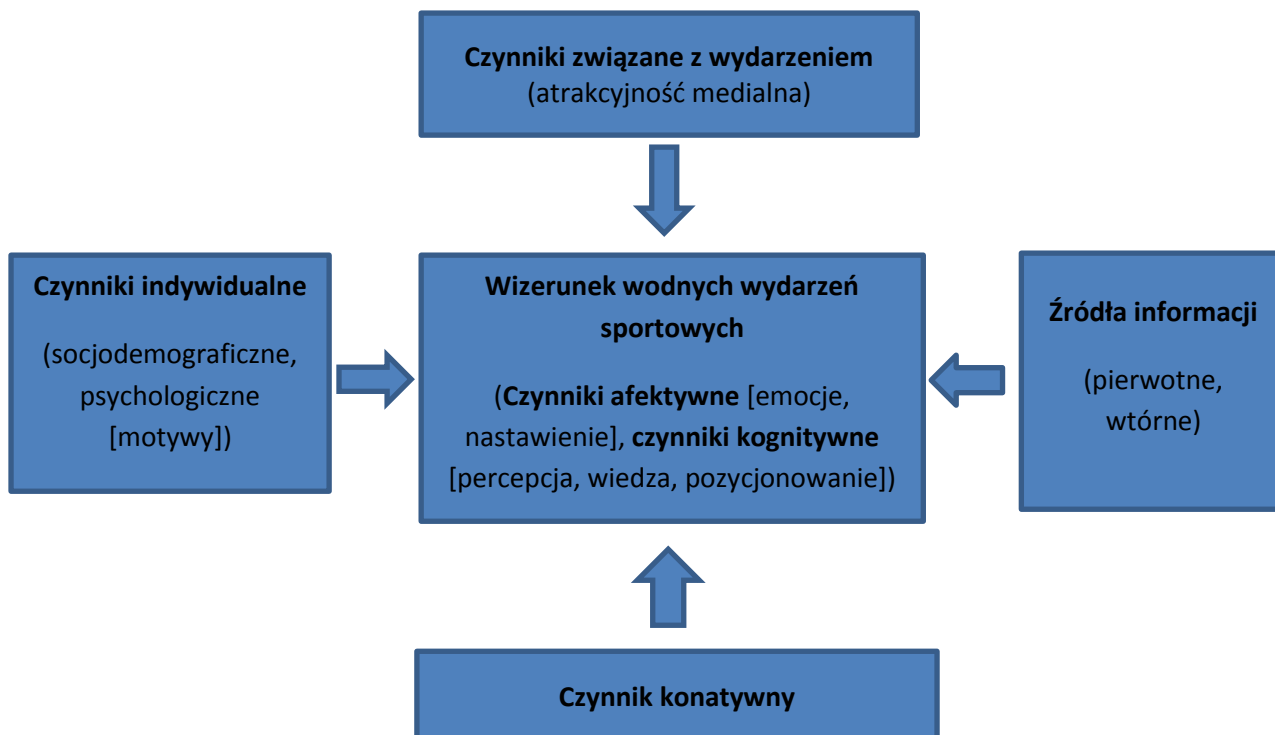 Czynniki związane z wydarzeniem
(atrakcyjność medialna)
Czynniki indywidualne
(socjodemograficzne,
psychologiczne
[motywy])
Wizerunek wodnych wydarzeń
sportowych
(Czynniki afektywne [emocje,
nastawienie], czynniki kognitywne
[percepcja, wiedza, pozycjonowanie])
Źródła informacji
(pierwotne,
wtórne)
Czynnik konatywny